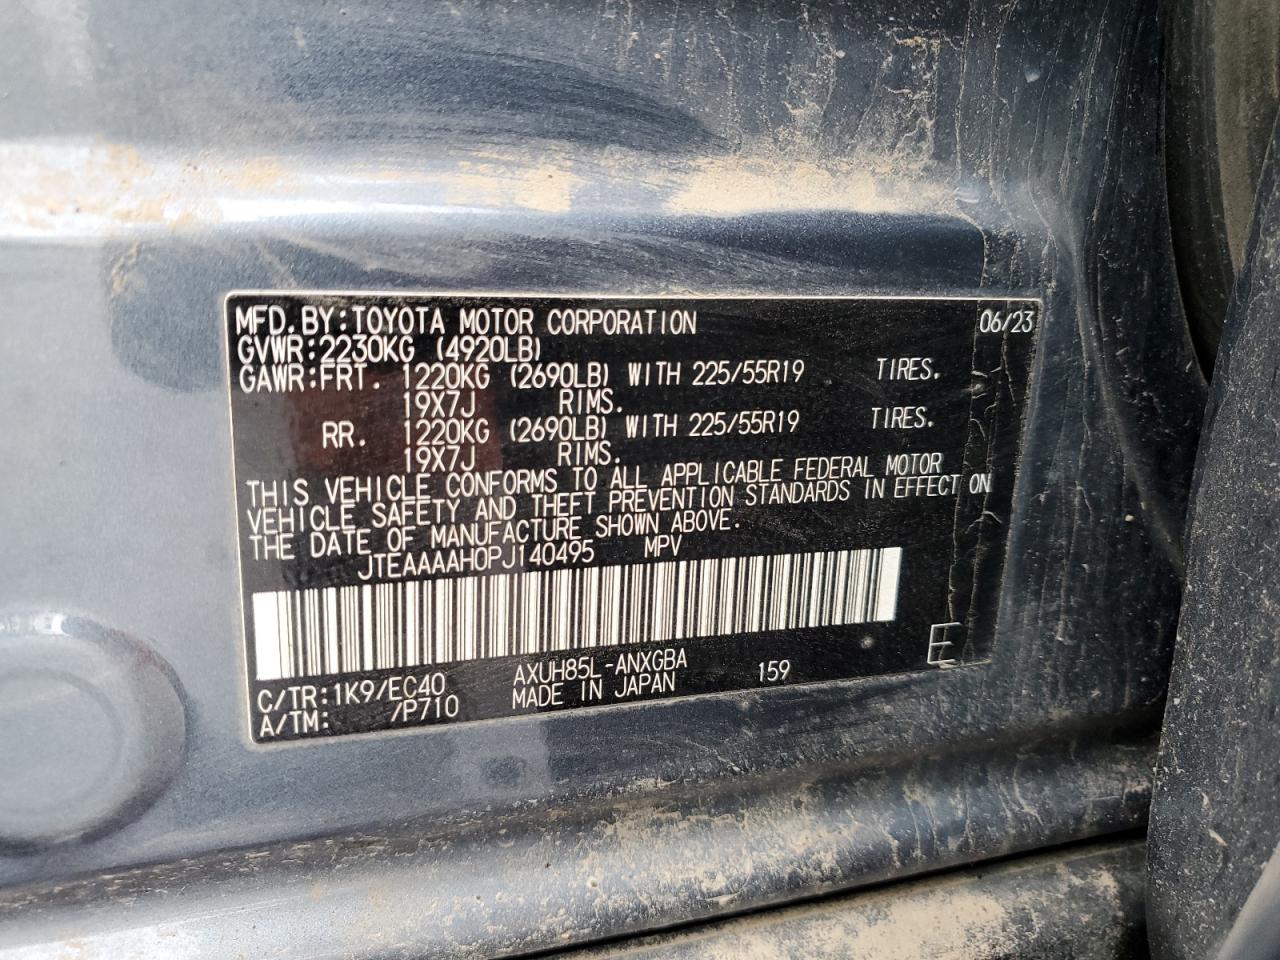 MFD.BY:TOYOTA MOTOR CORPORATION 06/23
GVWR:2230KG (4920LB)
GAWR:FRT. 1220KG (2690LB) WITH 225/55R19 TIRES.
19X7J RIMS.
RR. 1220KG (2690LB) WITH 225/55R19 TIRES.
19X7J RIMS.
THIS VEHICLE CONFORMS TO ALL APPLICABLE FEDERAL MOTOR
VEHICLE SAFETY AND THEFT PREVENTION STANDARDS IN EFFECT ON
THE DATE OF MANUFACTURE SHOWN ABOVE.
JTEAAAAH0PJ140495 MPV
C/TR:1K9/EC40 AXUH85L-ANXGBA 159 E
A/TM: /P710 MADE IN JAPAN